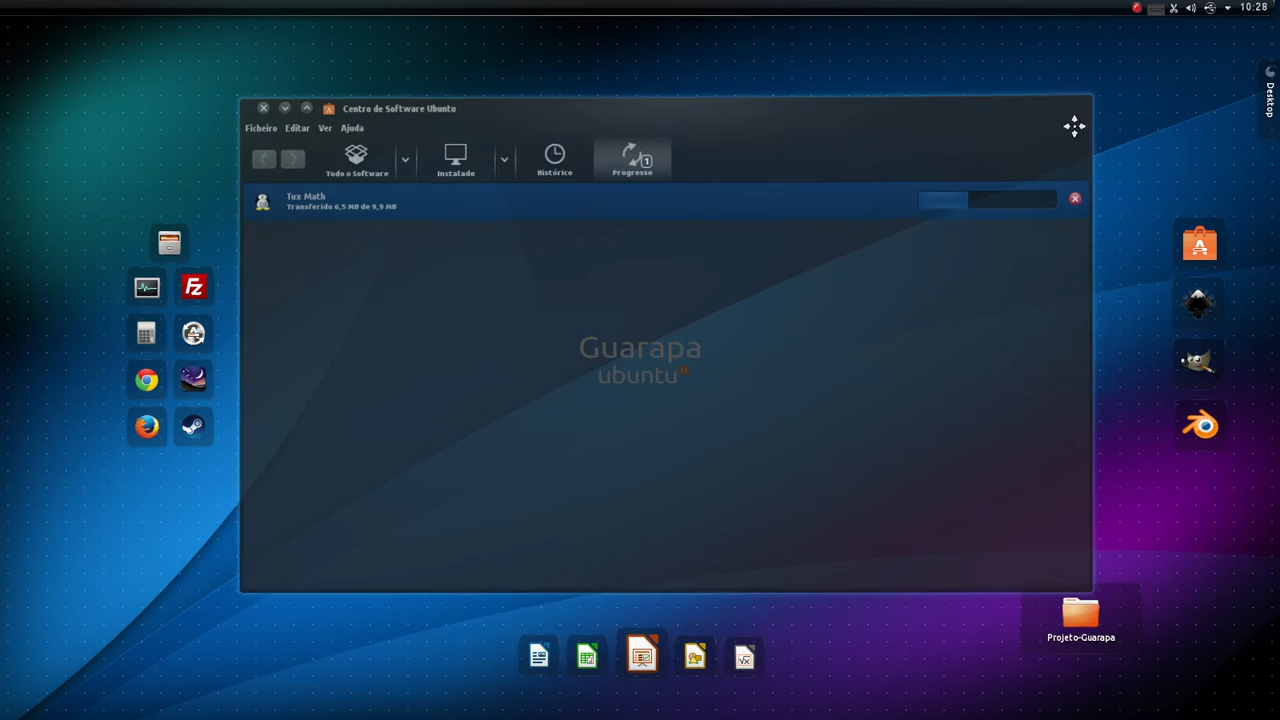 10:28
Desktop
Centro de Software Ubuntu
Ficheiro Editar Ver Ajuda
Todo o Software
Instalado
Histórico
Progresso
1
Tux Math
Transferido 6,5 MB de 9,9 MB
Guarapa
ubuntu
Projeto-Guarapa